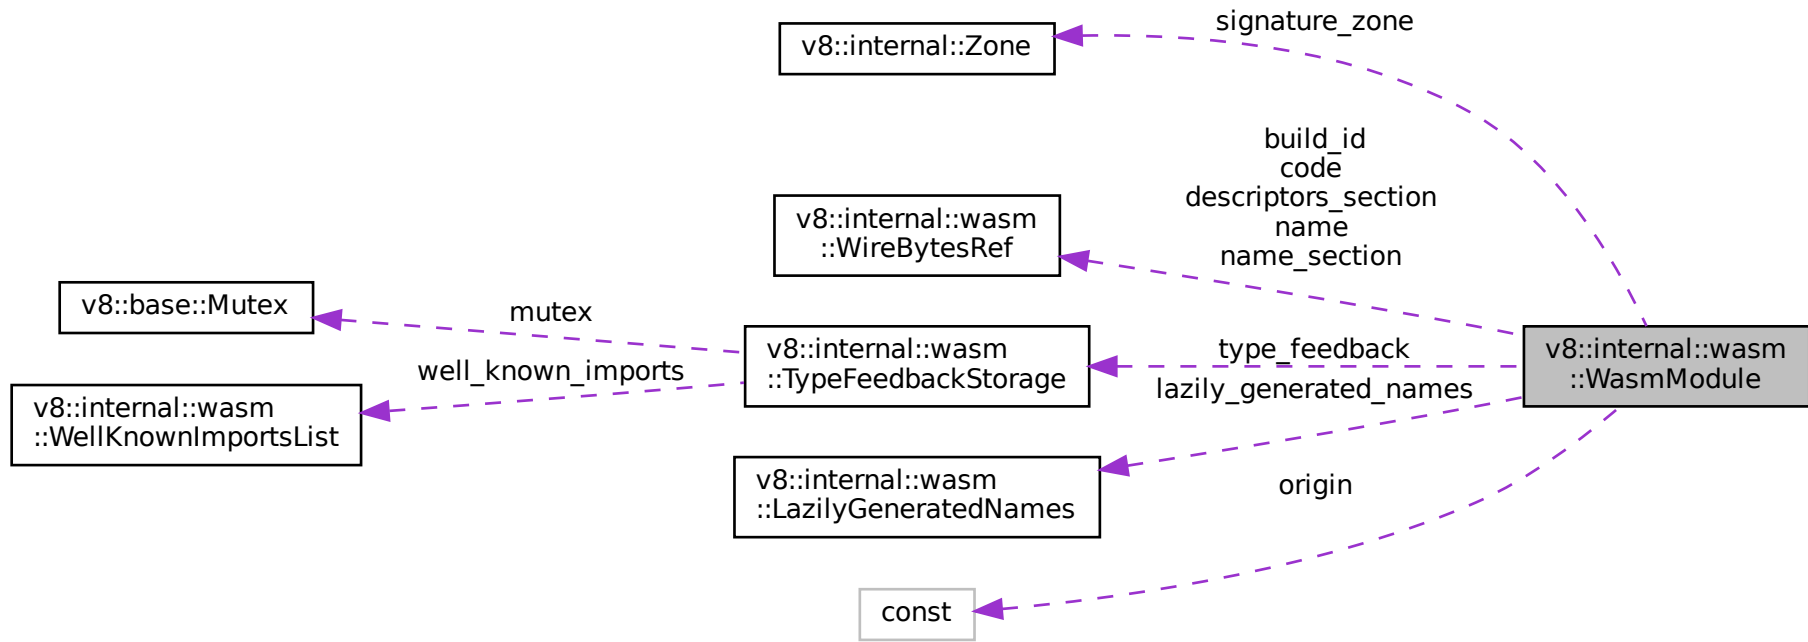 signature_zone
v8::internal::Zone
build_id
code
descriptors_section
name
name_section
v8::internal::wasm
::WireBytesRef
v8::base::Mutex
mutex
v8::internal::wasm
::TypeFeedbackStorage
type_feedback
v8::internal::wasm
::WasmModule
well_known_imports
lazily_generated_names
v8::internal::wasm
::WellKnownImportsList
v8::internal::wasm
::LazilyGeneratedNames
origin
const